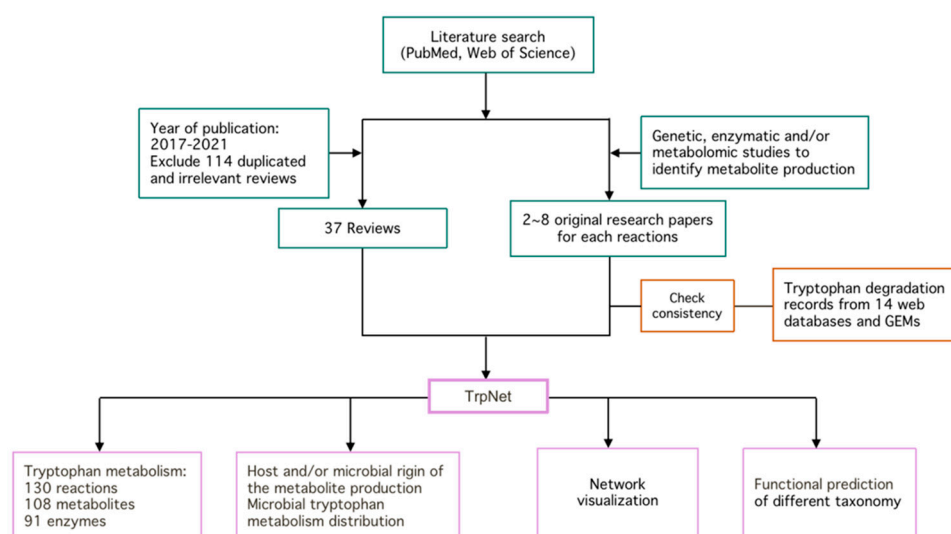 Literature search
(PubMed, Web of Science)
Year of publication:
2017-2021
Exclude 114 duplicated
and irrelevant reviews
Genetic, enzymatic and/or
metabolomic studies to
identify metabolite production
37 Reviews
2~8 original research papers
for each reactions
Check
consistency
Tryptophan degradation
records from 14 web
databases and GEMs
TrpNet
Tryptophan metabolism:
130 reactions
108 metabolites
91 enzymes
Host and/or microbial rigin of
the metabolite production
Microbial tryptophan
metabolism distribution
Network
visualization
Functional prediction
of different taxonomy